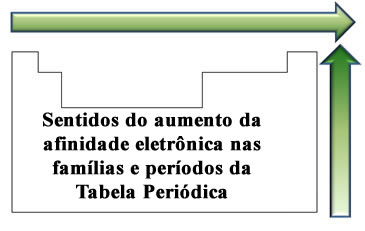 Sentidos do aumento da
afinidade eletrônica nas
famílias e períodos da
Tabela Periódica